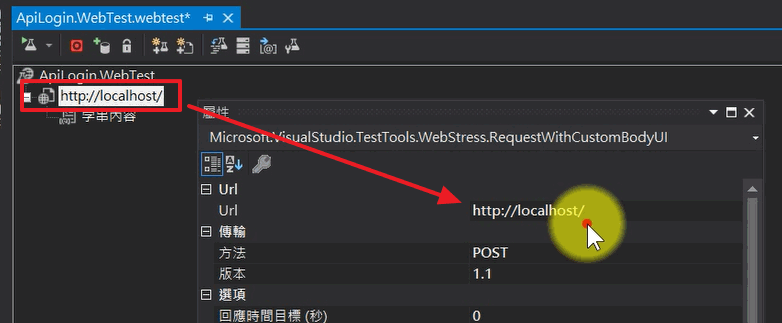 ApiLogin.WebTest.webtest*
ApiLogin.WebTest
http://localhost/
字串內容
屬性
Microsoft.VisualStudio.TestTools.WebStress.RequestWithCustomBodyUI
Url
Url http://localhost/
傳輸
方法 POST
版本 1.1
選項
回應時間目標 (秒) 0